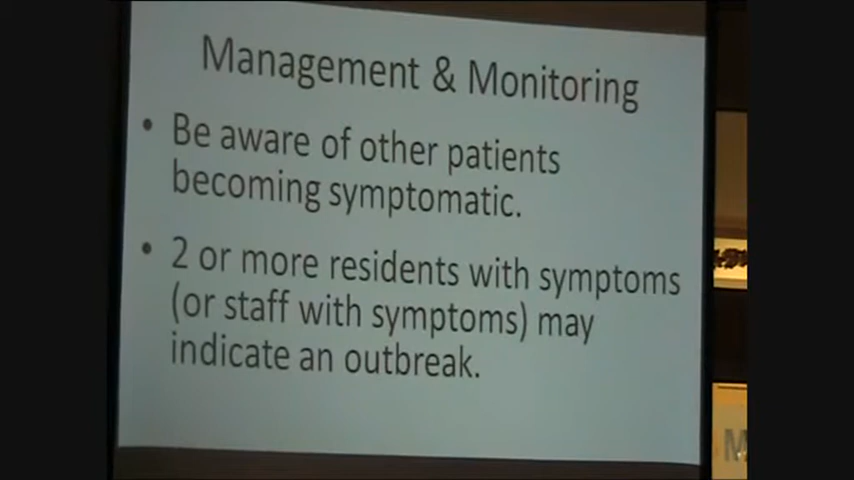 Management & Monitoring
• Be aware of other patients
becoming symptomatic.
• 2 or more residents with symptoms
(or staff with symptoms) may
indicate an outbreak.
M